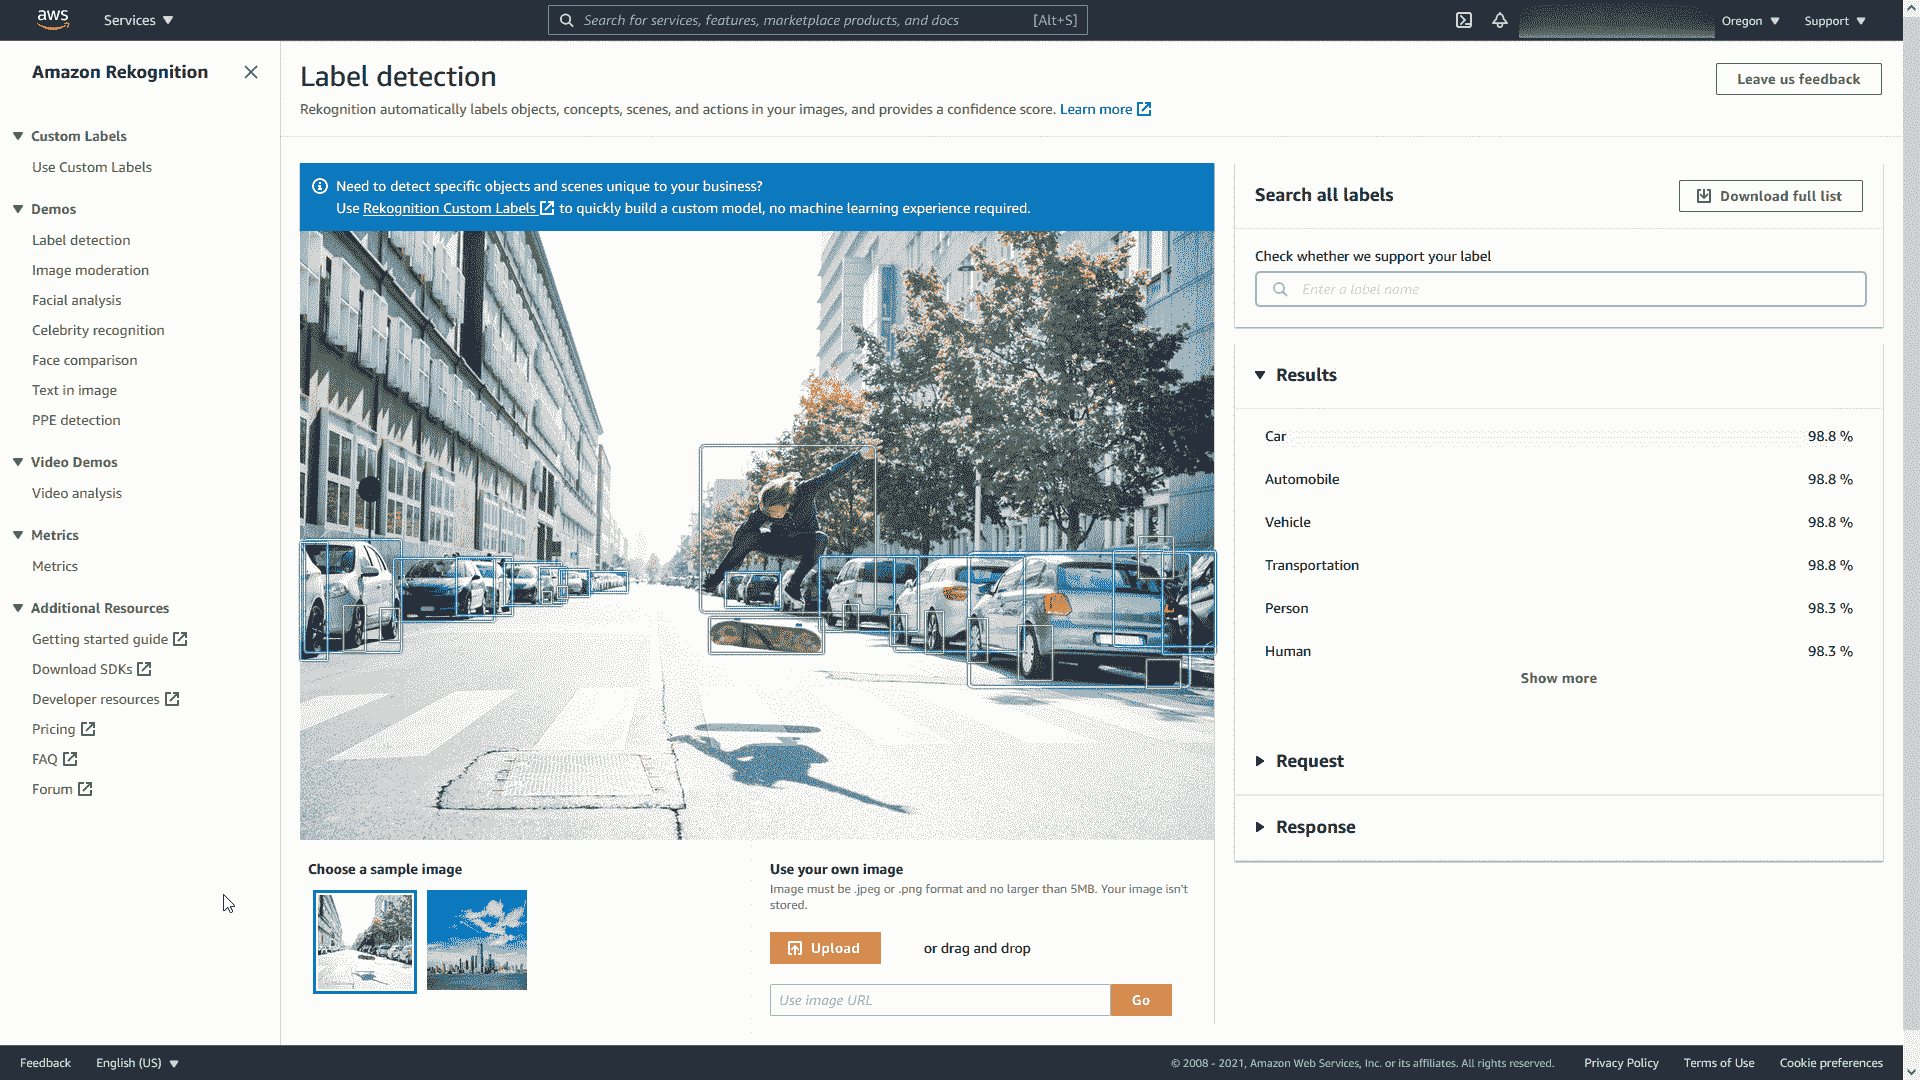 aws
Services
Search for services, features, marketplace products, and docs
[Alt+S]
Oregon
Support
Amazon Rekognition
Custom Labels
Use Custom Labels
Demos
Label detection
Image moderation
Facial analysis
Celebrity recognition
Face comparison
Text in image
PPE detection
Video Demos
Video analysis
Metrics
Metrics
Additional Resources
Getting started guide
Download SDKs
Developer resources
Pricing
FAQ
Forum
Label detection
Leave us feedback
Rekognition automatically labels objects, concepts, scenes, and actions in your images, and provides a confidence score. Learn more
Need to detect specific objects and scenes unique to your business?
Use Rekognition Custom Labels to quickly build a custom model, no machine learning experience required.
Choose a sample image
Use your own image
Image must be .jpeg or .png format and no larger than 5MB. Your image isn't
stored.
Upload
or drag and drop
Use image URL
Go
Search all labels
Download full list
Check whether we support your label
Enter a label name
Results
Car 98.8 %
Automobile 98.8 %
Vehicle 98.8 %
Transportation 98.8 %
Person 98.3 %
Human 98.3 %
Show more
Request
Response
Feedback
English (US)
© 2008 - 2021, Amazon Web Services, Inc. or its affiliates. All rights reserved.
Privacy Policy
Terms of Use
Cookie preferences